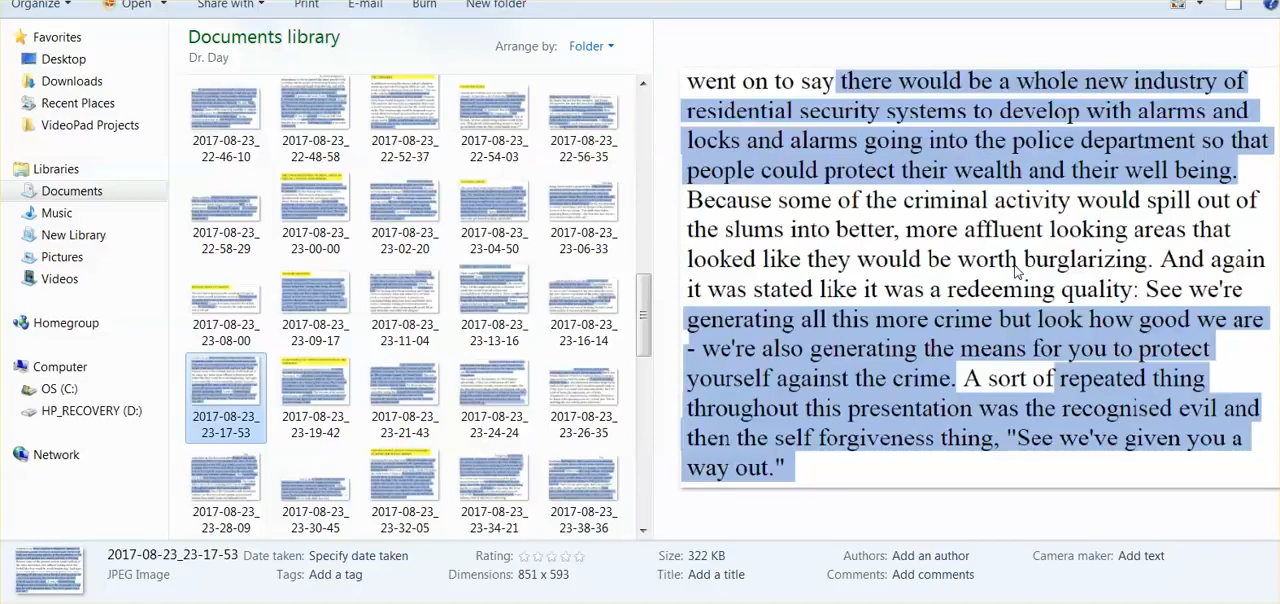 Organize
Open
Share with
Print
E-mail
Burn
New folder
Favorites
Desktop
Downloads
Recent Places
VideoPad Projects
Libraries
Documents
Music
New Library
Pictures
Videos
Homegroup
Computer
OS (C:)
HP_RECOVERY (D:)
Network
Documents library
Dr. Day
Arrange by: Folder
2017-08-23_ 2017-08-23_ 2017-08-23_ 2017-08-23_ 2017-08-23_
22-46-10 22-48-58 22-52-37 22-54-03 22-56-35
2017-08-23_ 2017-08-23_ 2017-08-23_ 2017-08-23_ 2017-08-23_
22-58-29 23-00-00 23-02-20 23-04-50 23-06-33
2017-08-23_ 2017-08-23_ 2017-08-23_ 2017-08-23_ 2017-08-23_
23-08-00 23-09-17 23-11-04 23-13-16 23-16-14
2017-08-23_ 2017-08-23_ 2017-08-23_ 2017-08-23_ 2017-08-23_
23-17-53 23-19-42 23-21-43 23-24-24 23-26-35
2017-08-23_ 2017-08-23_ 2017-08-23_ 2017-08-23_ 2017-08-23_
23-28-09 23-30-45 23-32-05 23-34-21 23-38-36
went on to say there would be a whole new industry of
residential security systems to develop with alarms and
locks and alarms going into the police department so that
people could protect their wealth and their well being.
Because some of the criminal activity would spill out of
the slums into better, more affluent looking areas that
looked like they would be worth burglarizing. And again
it was stated like it was a redeeming quality: See we're
generating all this more crime but look how good we are
- we're also generating the means for you to protect
yourself against the crime. A sort of repeated thing
throughout this presentation was the recognised evil and
then the self forgiveness thing, "See we've given you a
way out."
2017-08-23_23-17-53 Date taken: Specify date taken Rating: Size: 322 KB Authors: Add an author Camera maker: Add text
JPEG Image Tags: Add a tag Dimensions: 851 x 593 Title: Add a title Comments: Add comments